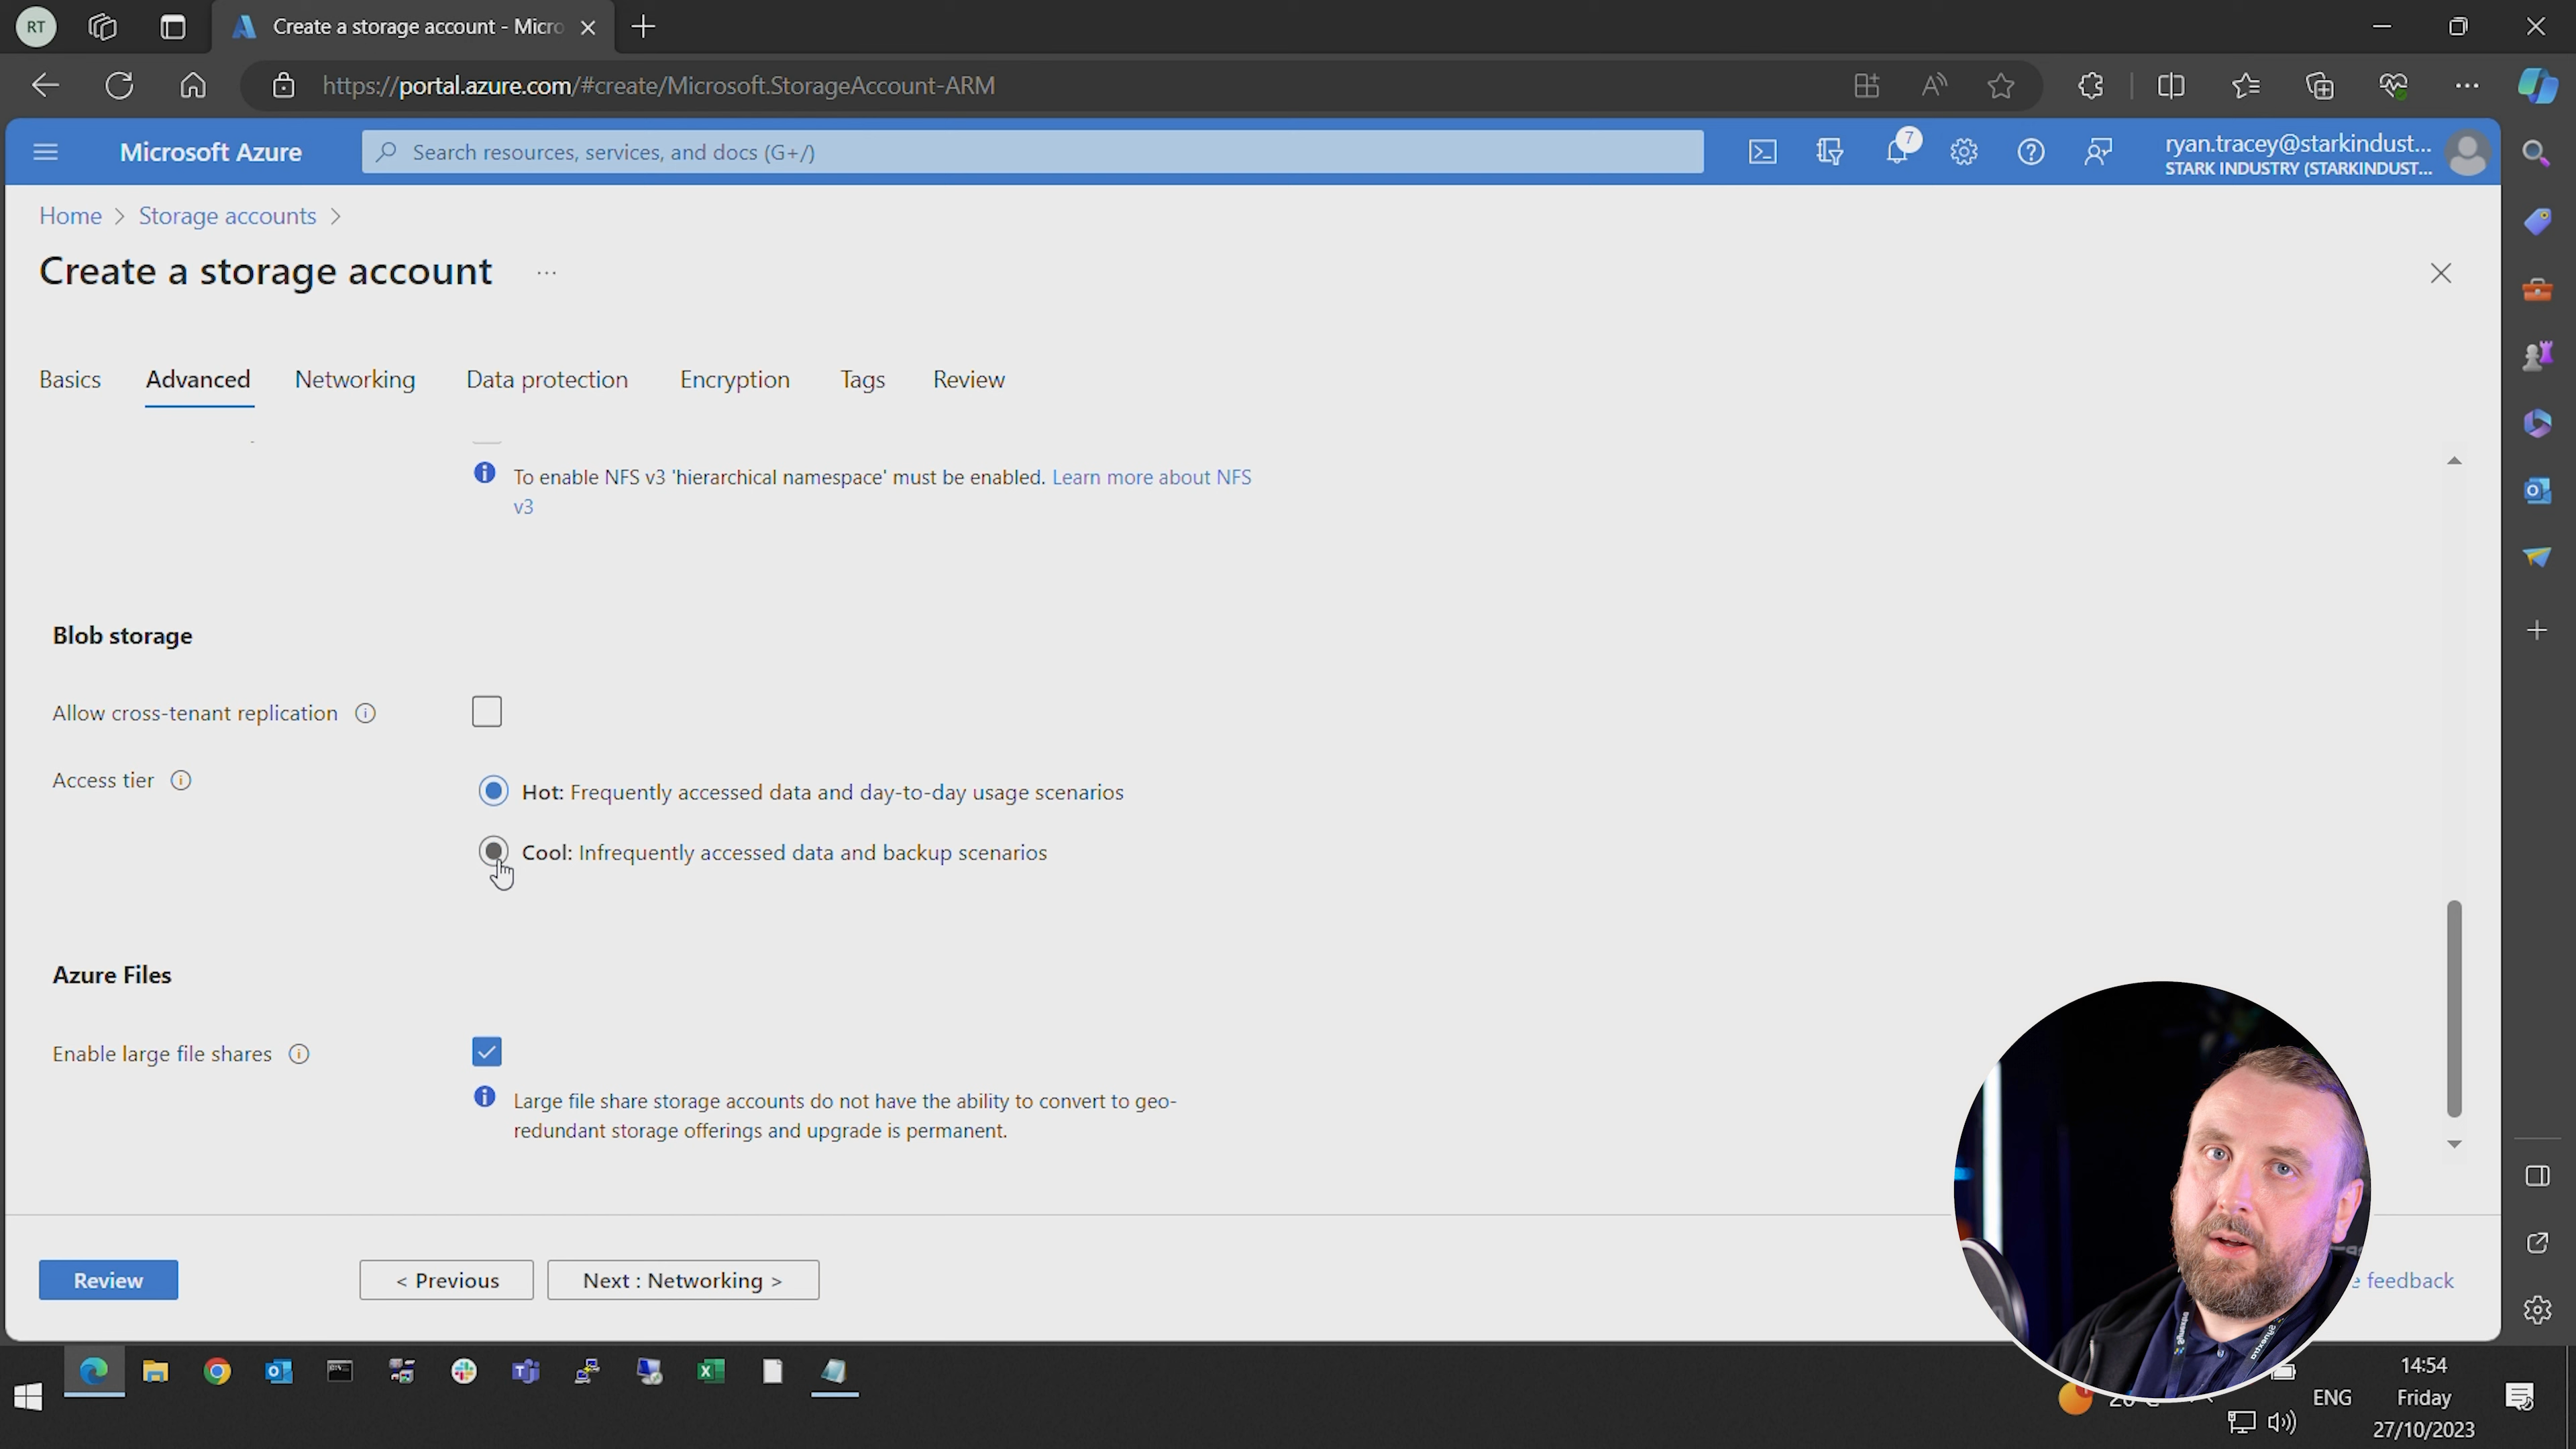 RT
Create a storage account - Micro
https://portal.azure.com/#create/Microsoft.StorageAccount-ARM
Microsoft Azure
Search resources, services, and docs (G+/)
7
ryan.tracey@starkindust...
STARK INDUSTRY (STARKINDUST...
Home > Storage accounts >
Create a storage account ...
Basics
Advanced
Networking
Data protection
Encryption
Tags
Review
To enable NFS v3 'hierarchical namespace' must be enabled. Learn more about NFS
v3
Blob storage
Allow cross-tenant replication
Access tier
Hot: Frequently accessed data and day-to-day usage scenarios
Cool: Infrequently accessed data and backup scenarios
Azure Files
Enable large file shares
Large file share storage accounts do not have the ability to convert to geo-
redundant storage offerings and upgrade is permanent.
Review
< Previous
Next : Networking >
feedback
14:54
ENG
Friday
27/10/2023